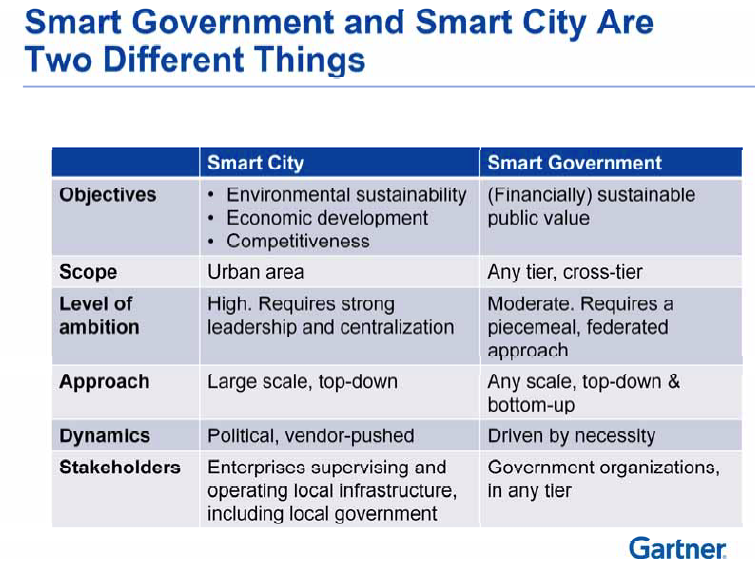 Smart Government and Smart City Are
Two Different Things
Smart City
Smart Government
Objectives
• Environmental sustainability
• Economic development
• Competitiveness
(Financially) sustainable
public value
Scope
Urban area
Any tier, cross-tier
Level of
ambition
High. Requires strong
leadership and centralization
Moderate. Requires a
piecemeal, federated
approach
Approach
Large scale, top-down
Any scale, top-down &
bottom-up
Dynamics
Political, vendor-pushed
Driven by necessity
Stakeholders
Enterprises supervising and
operating local infrastructure,
including local government
Government organizations,
in any tier
Gartner